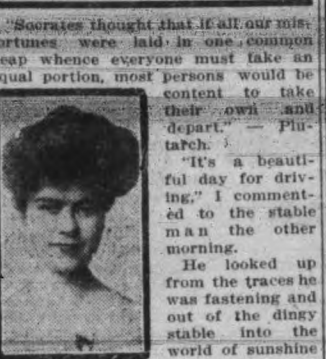 "Socrates thought that if all our mis-
ortunes were laid in one common
eap whence everyone must take an
qual portion, most persons would be
content to take
their own and
depart." — Plu-
tarch.
"It's a beauti-
ful day for driv-
ing," I comment-
ed to the stable
man the other
morning.
He looked up
from the traces he
was fastening and
out of the dingy
stable into the
world of sunshine